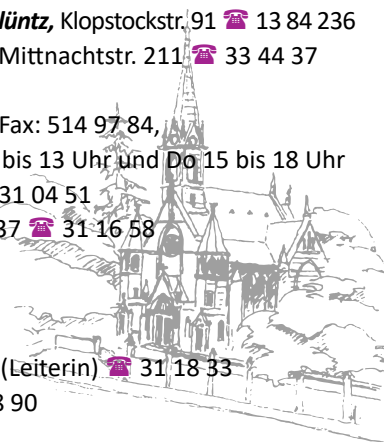 lüntz, Klopstockstr. 91 ☎ 13 84 236
Mittnachtstr. 211 ☎ 33 44 37
Fax: 514 97 84,
bis 13 Uhr und Do 15 bis 18 Uhr
31 04 51
37 ☎ 31 16 58
(Leiterin) ☎ 31 18 33
8 90